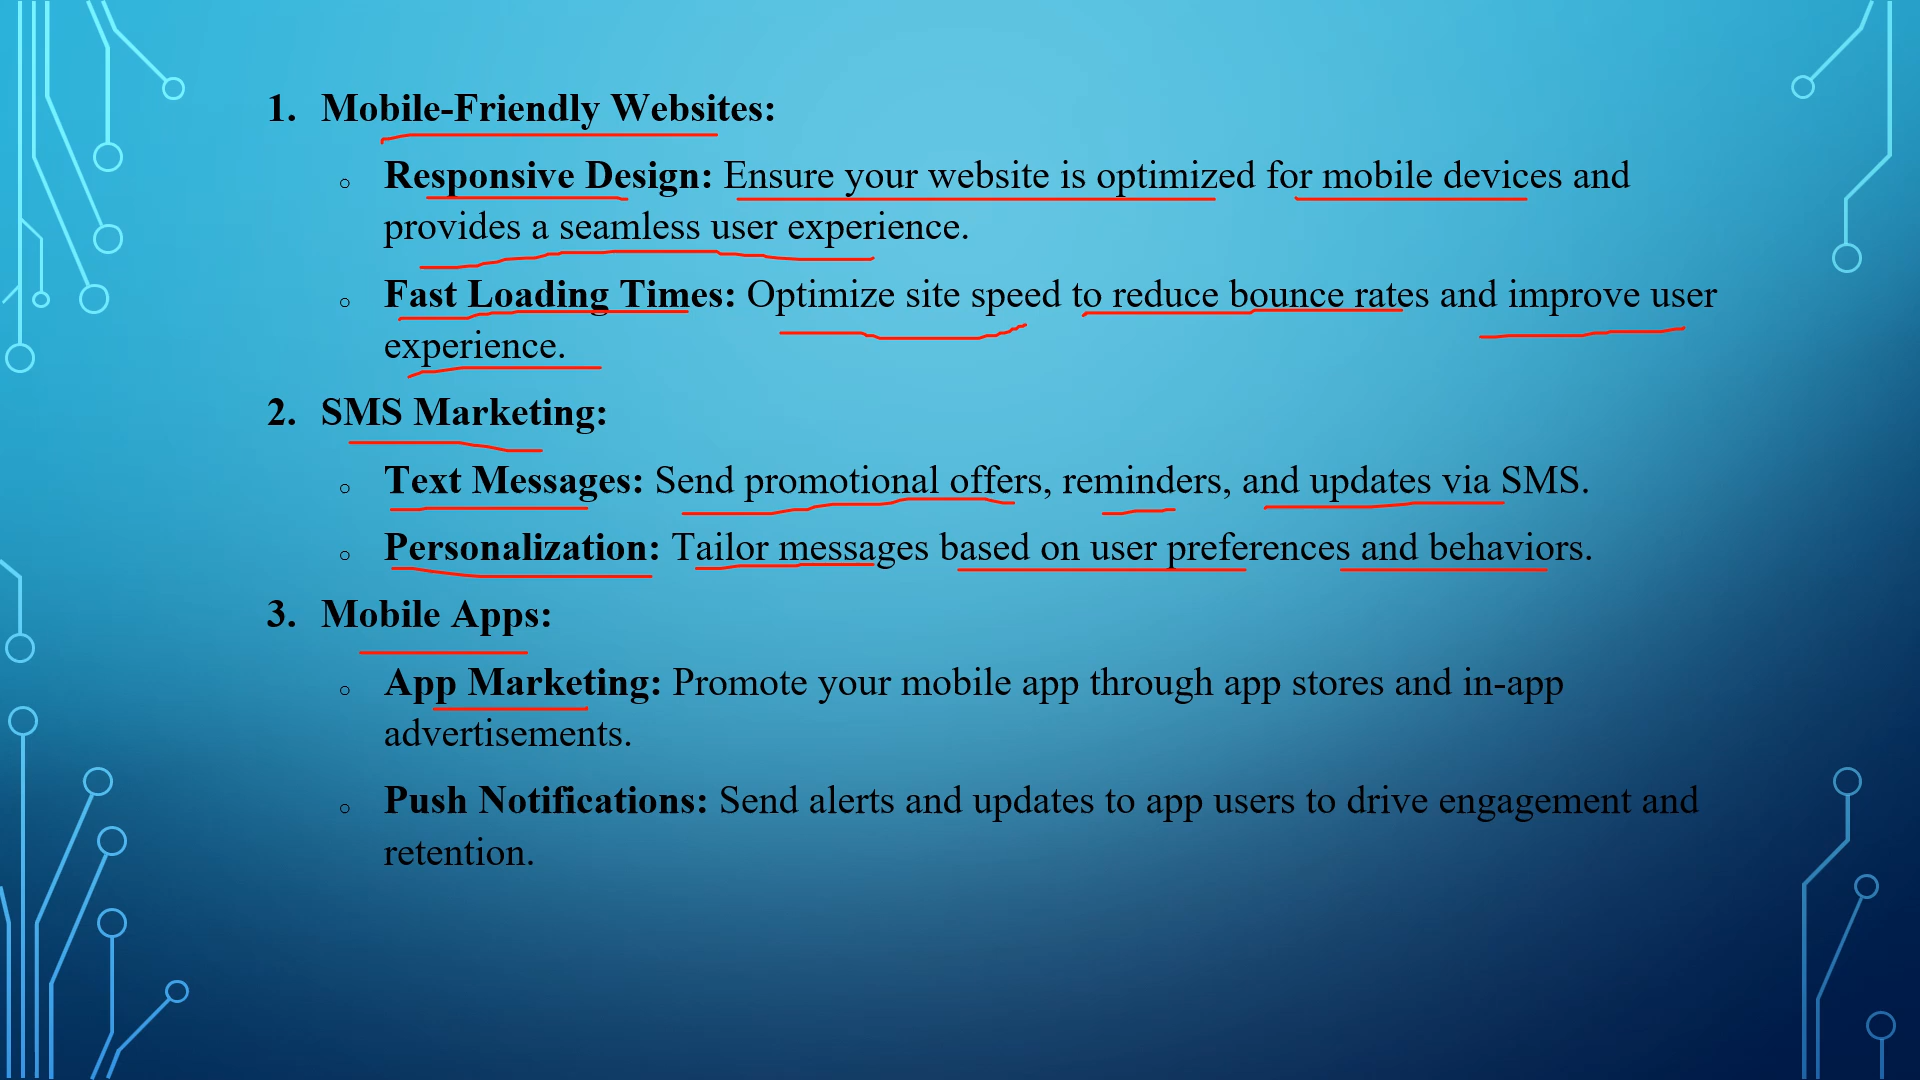 1. Mobile-Friendly Websites:
○ Responsive Design: Ensure your website is optimized for mobile devices and
provides a seamless user experience.
○ Fast Loading Times: Optimize site speed to reduce bounce rates and improve user
experience.
2. SMS Marketing:
○ Text Messages: Send promotional offers, reminders, and updates via SMS.
○ Personalization: Tailor messages based on user preferences and behaviors.
3. Mobile Apps:
○ App Marketing: Promote your mobile app through app stores and in-app
advertisements.
○ Push Notifications: Send alerts and updates to app users to drive engagement and
retention.